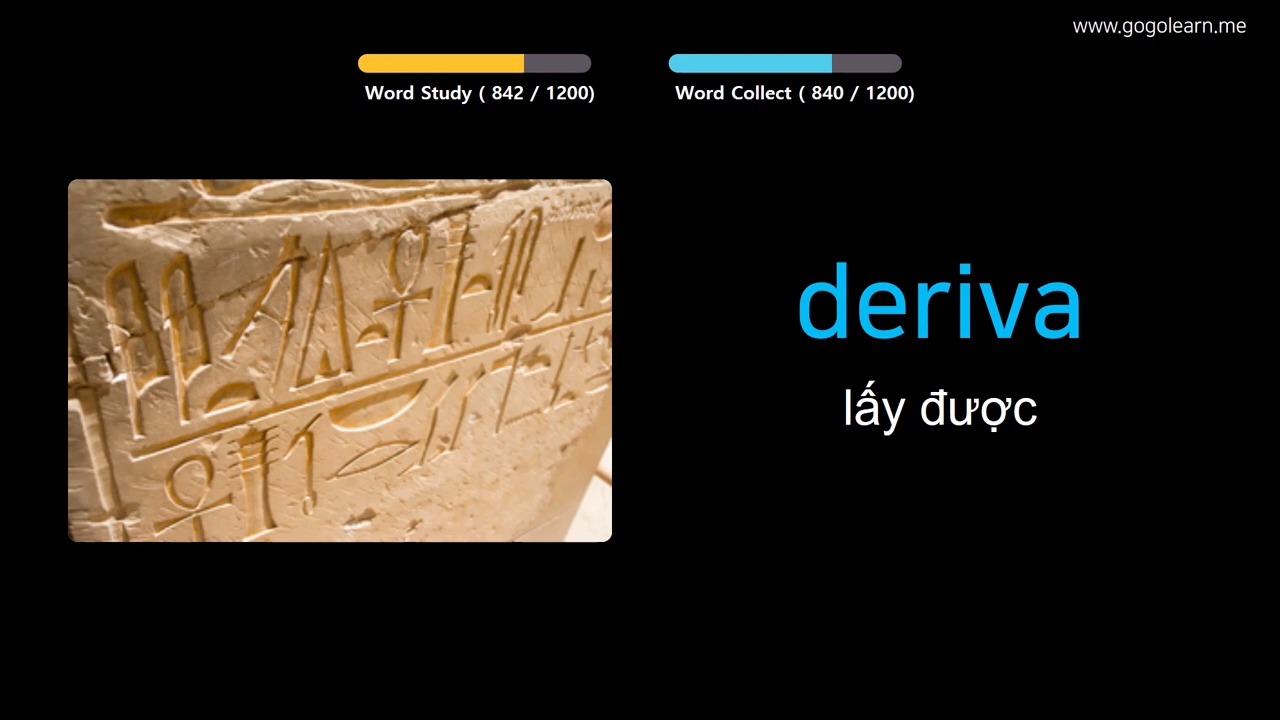 www.gogolearn.me
Word Study ( 842 / 1200)
Word Collect ( 840 / 1200)
deriva
lấy được